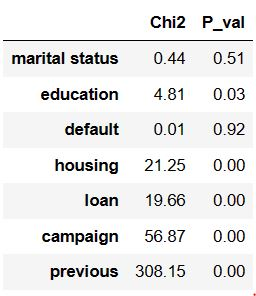 Chi2 P_val
marital status 0.44 0.51
education 4.81 0.03
default 0.01 0.92
housing 21.25 0.00
loan 19.66 0.00
campaign 56.87 0.00
previous 308.15 0.00